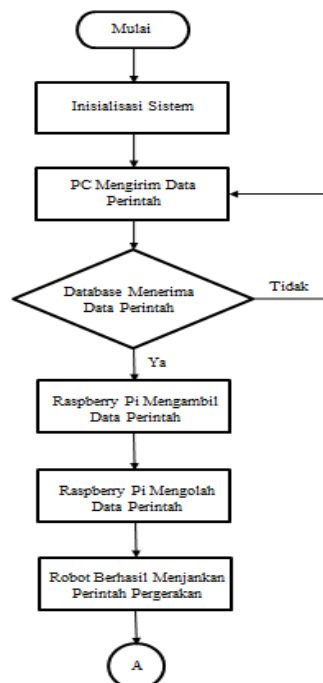 Mulai
Inisialisasi Sistem
PC Mengirim Data
Perintah
Database Menerima
Data Perintah
Tidak
Ya
Raspberry Pi Mengambil
Data Perintah
Raspberry Pi Mengolah
Data Perintah
Robot Berhasil Menjankan
Perintah Pergerakan
A